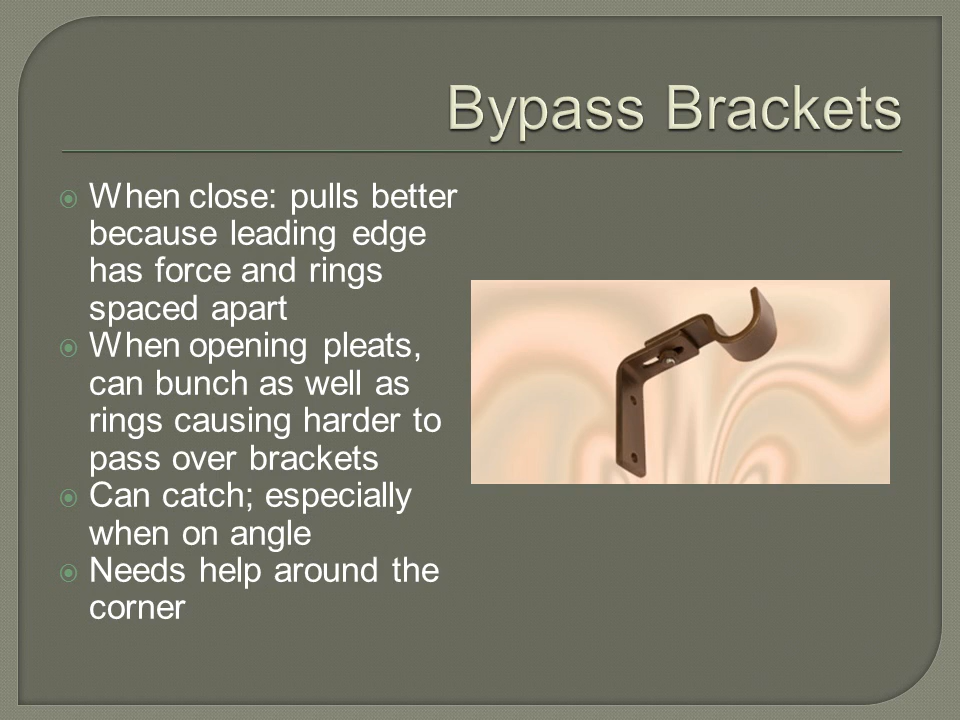 Bypass Brackets
When close: pulls better
because leading edge
has force and rings
spaced apart
When opening pleats,
can bunch as well as
rings causing harder to
pass over brackets
Can catch; especially
when on angle
Needs help around the
corner